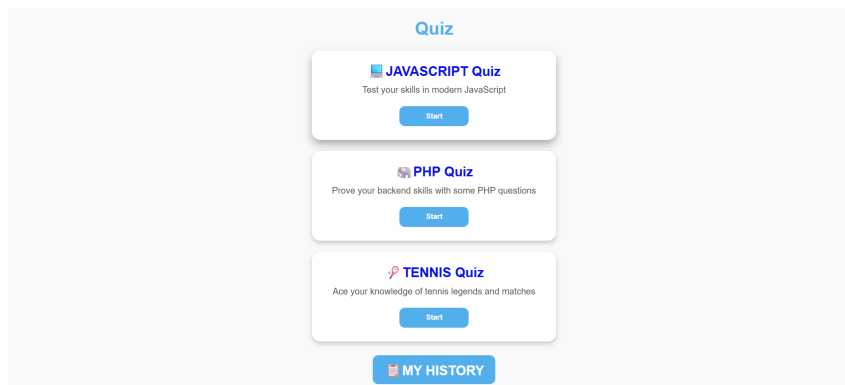 Quiz
JAVASCRIPT Quiz
Test your skills in modern JavaScript
Start
PHP Quiz
Prove your backend skills with some PHP questions
Start
TENNIS Quiz
Ace your knowledge of tennis legends and matches
Start
MY HISTORY